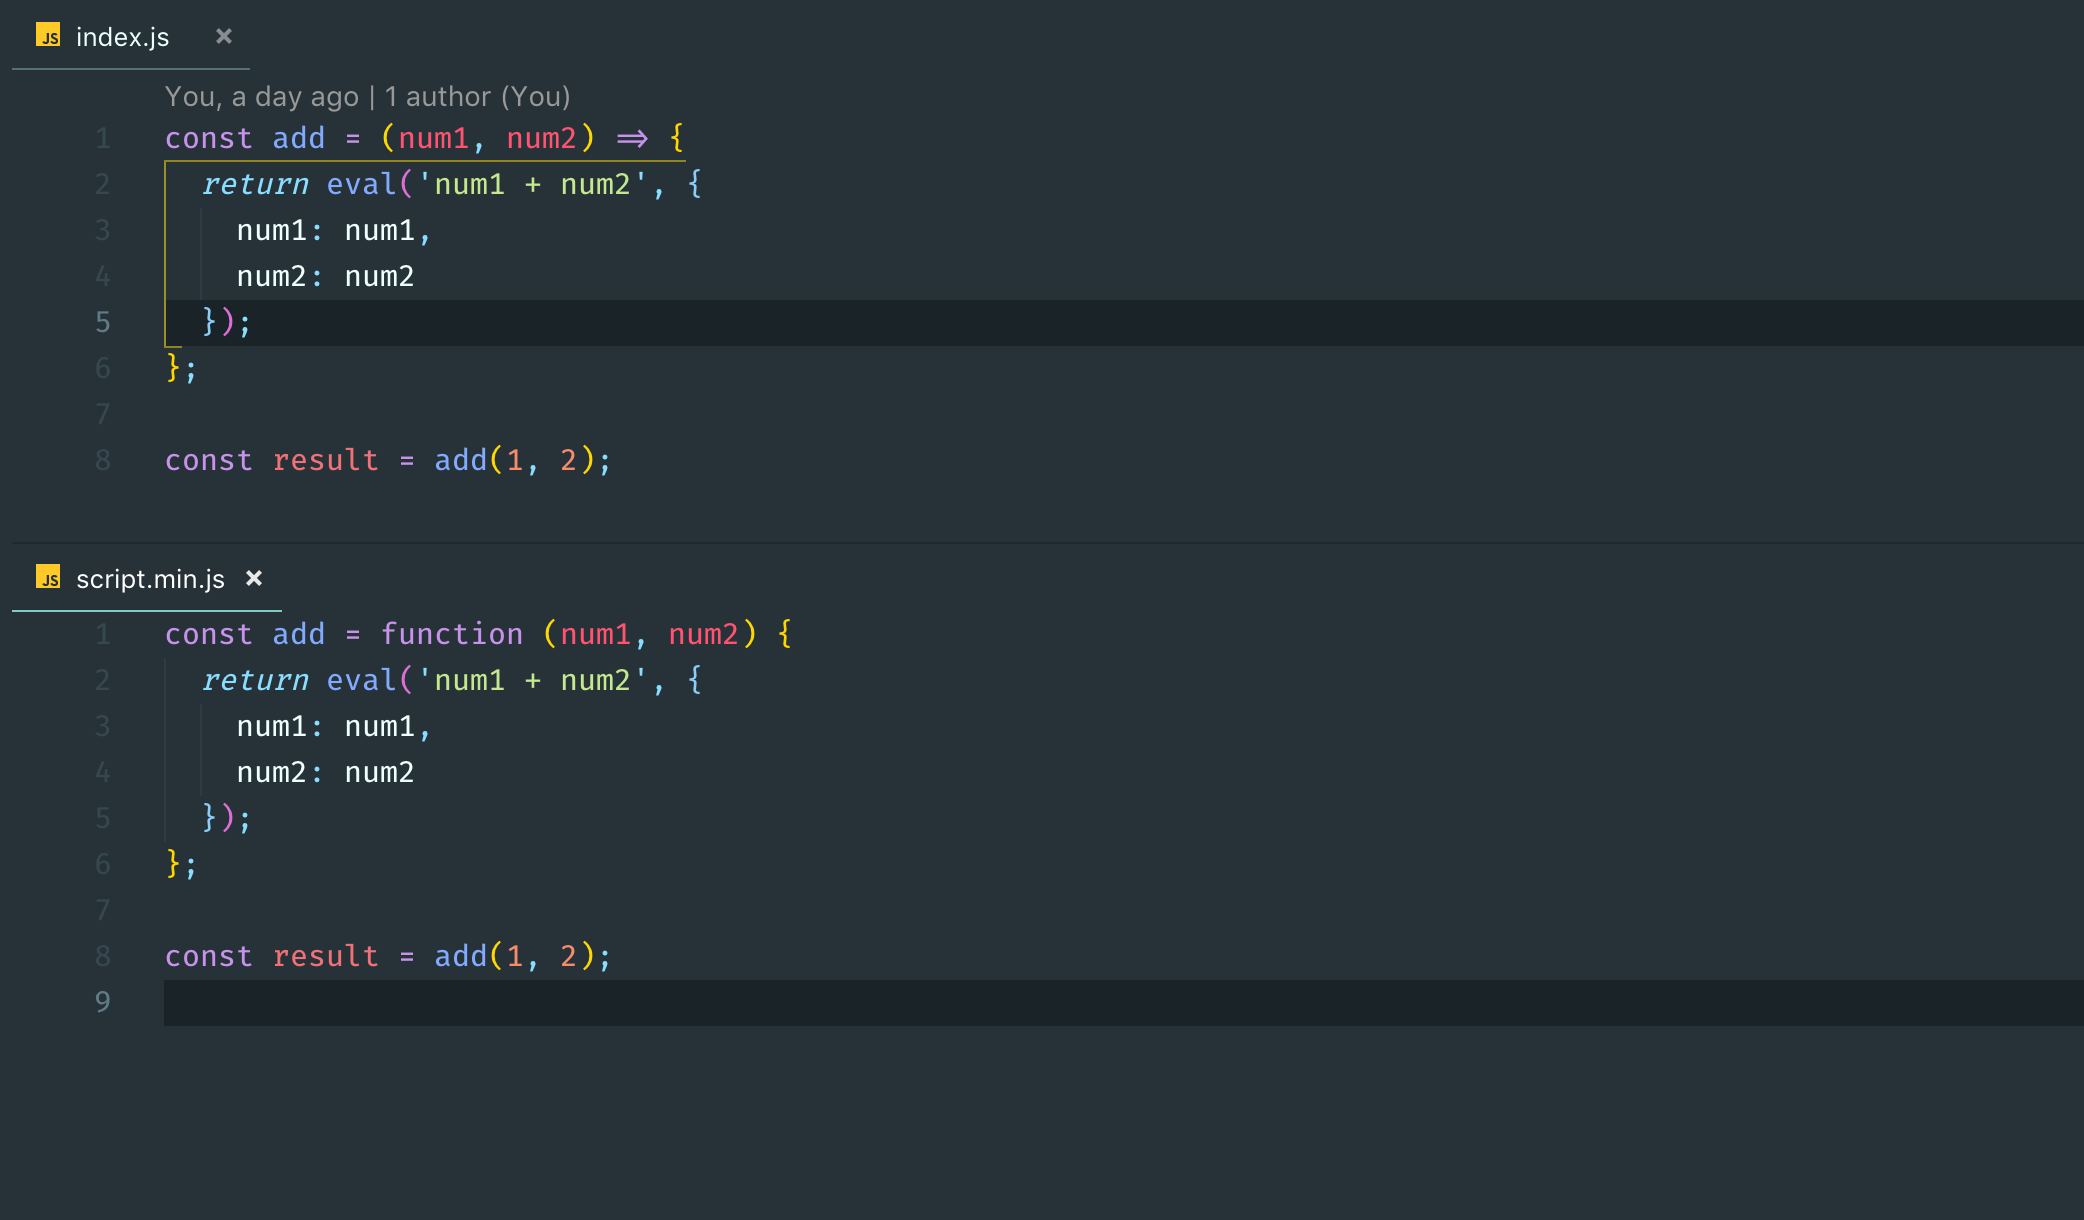 JS index.js ×
You, a day ago | 1 author (You)
1 const add = (num1, num2) => {
2 return eval('num1 + num2', {
3 num1: num1,
4 num2: num2
5 });
6 };
7
8 const result = add(1, 2);
JS script.min.js ×
1 const add = function (num1, num2) {
2 return eval('num1 + num2', {
3 num1: num1,
4 num2: num2
5 });
6 };
7
8 const result = add(1, 2);
9